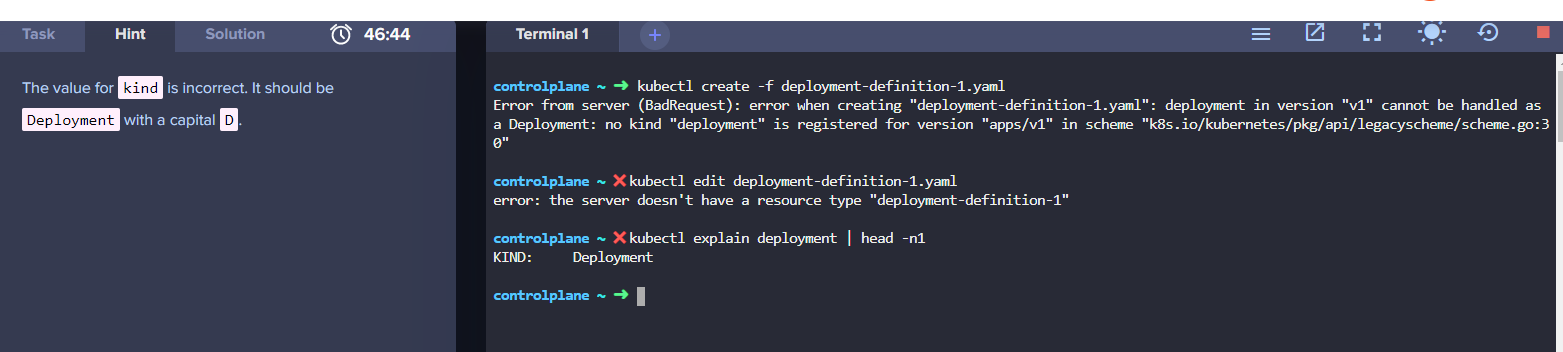 Task Hint Solution 46:44
The value for kind is incorrect. It should be
Deployment with a capital D.
Terminal 1 +
controlplane ~ ➜ kubectl create -f deployment-definition-1.yaml
Error from server (BadRequest): error when creating "deployment-definition-1.yaml": deployment in version "v1" cannot be handled as
a Deployment: no kind "deployment" is registered for version "apps/v1" in scheme "k8s.io/kubernetes/pkg/api/legacyscheme/scheme.go:3
0"
controlplane ~ ✖ kubectl edit deployment-definition-1.yaml
error: the server doesn't have a resource type "deployment-definition-1"
controlplane ~ ✖ kubectl explain deployment | head -n1
KIND: Deployment
controlplane ~ ➜